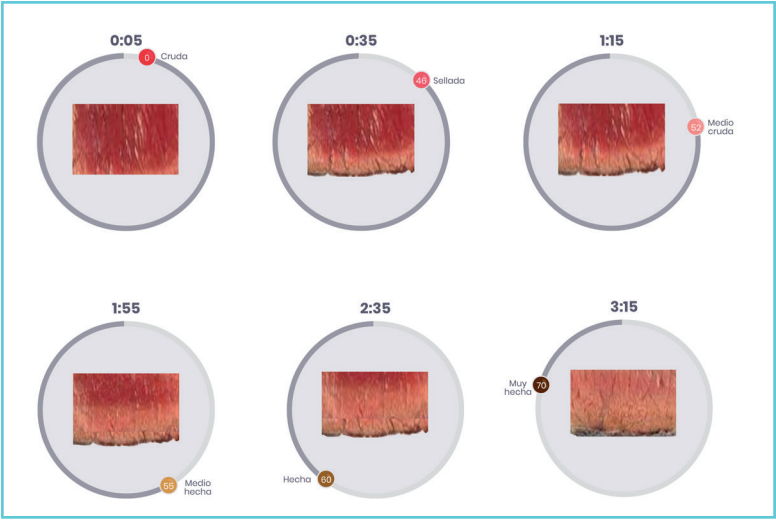 0:05
0
Cruda
0:35
46
Sellada
1:15
52
Medio
cruda
1:55
55
Medio
hecha
2:35
60
Hecha
3:15
70
Muy
hecha